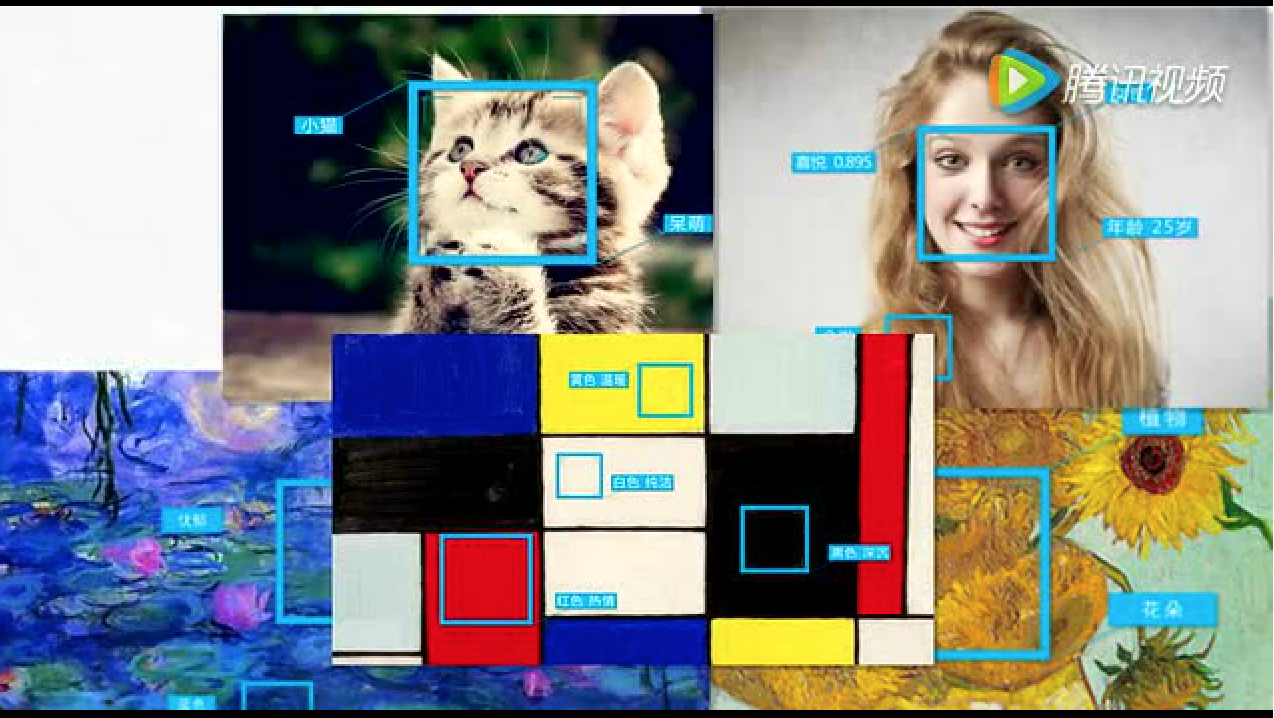 腾讯视频
小猫
喜悦 0.895
呆萌
年龄 25岁
黄色 温暖
植物
白色 纯洁
忧郁
黑色 深沉
红色 热情
花朵
蓝色